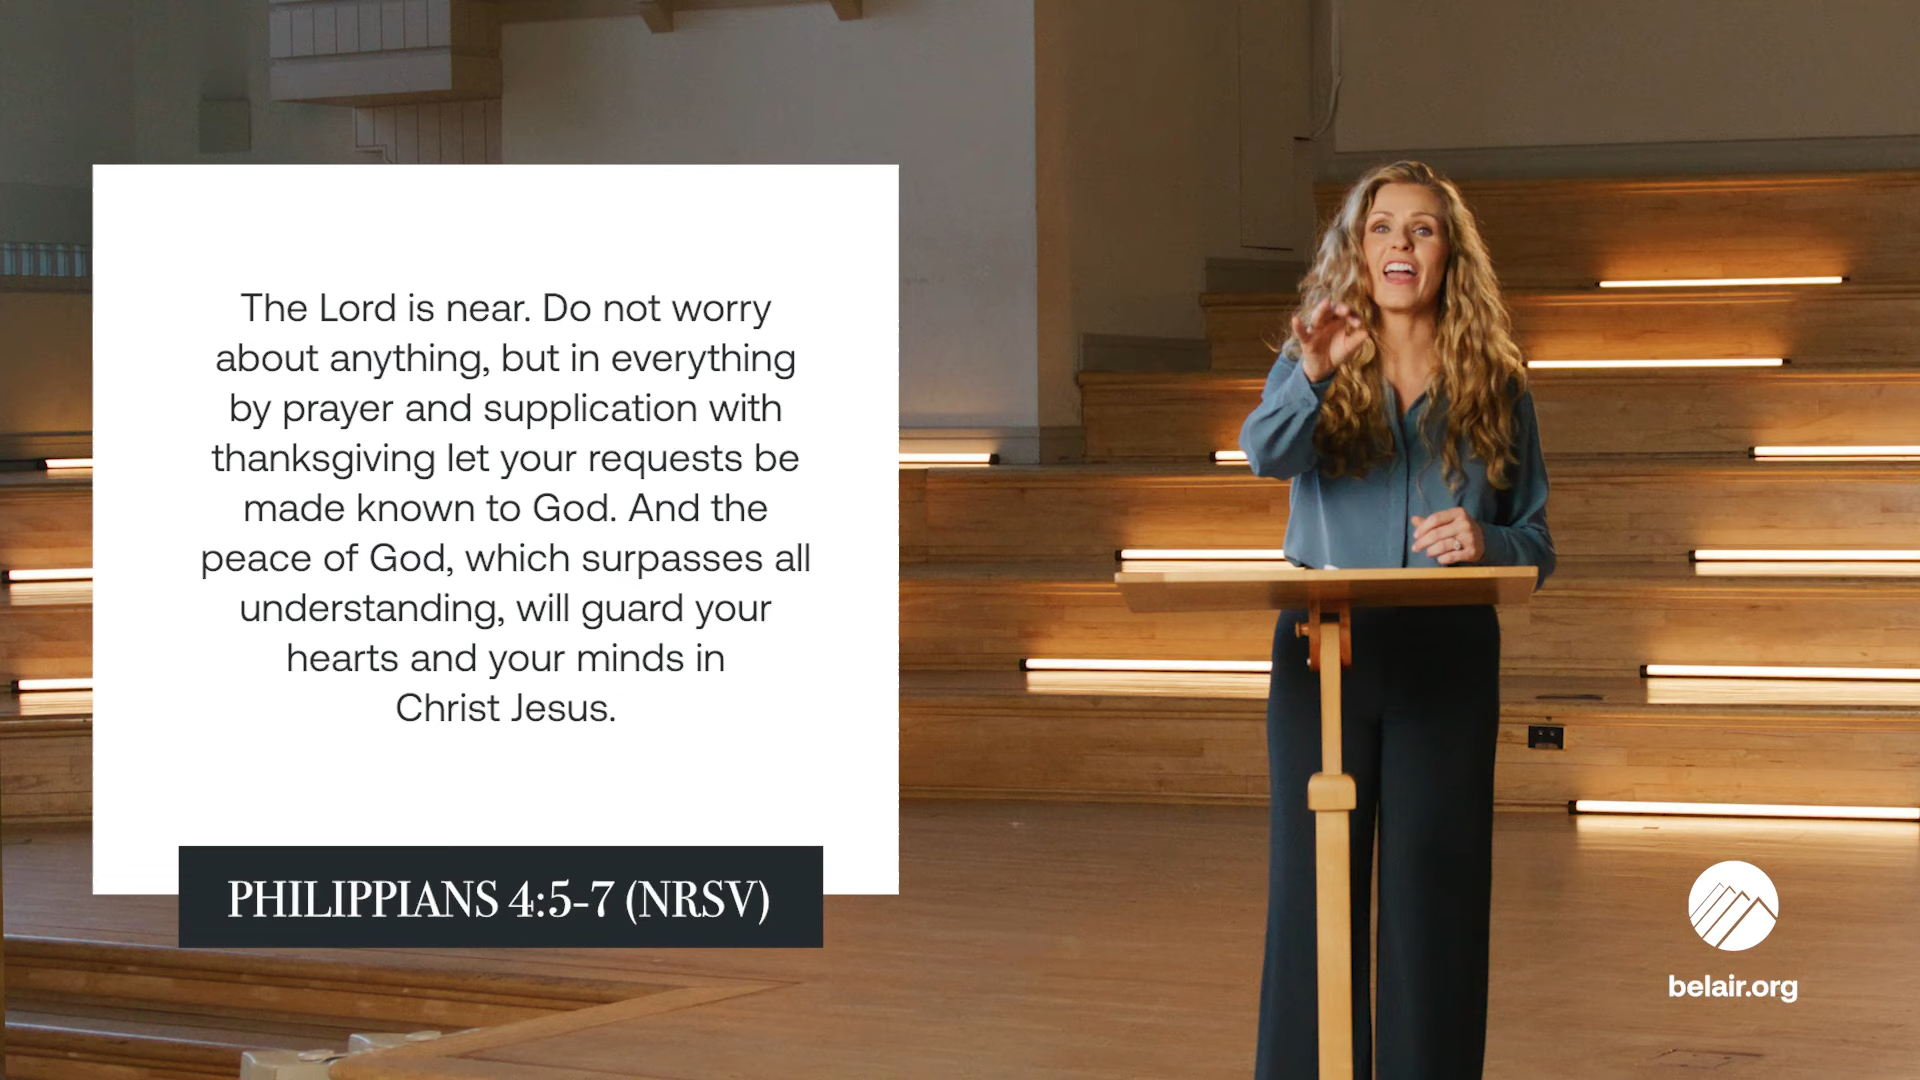 The Lord is near. Do not worry
about anything, but in everything
by prayer and supplication with
thanksgiving let your requests be
made known to God. And the
peace of God, which surpasses all
understanding, will guard your
hearts and your minds in
Christ Jesus.
PHILIPPIANS 4:5-7 (NRSV)
belair.org